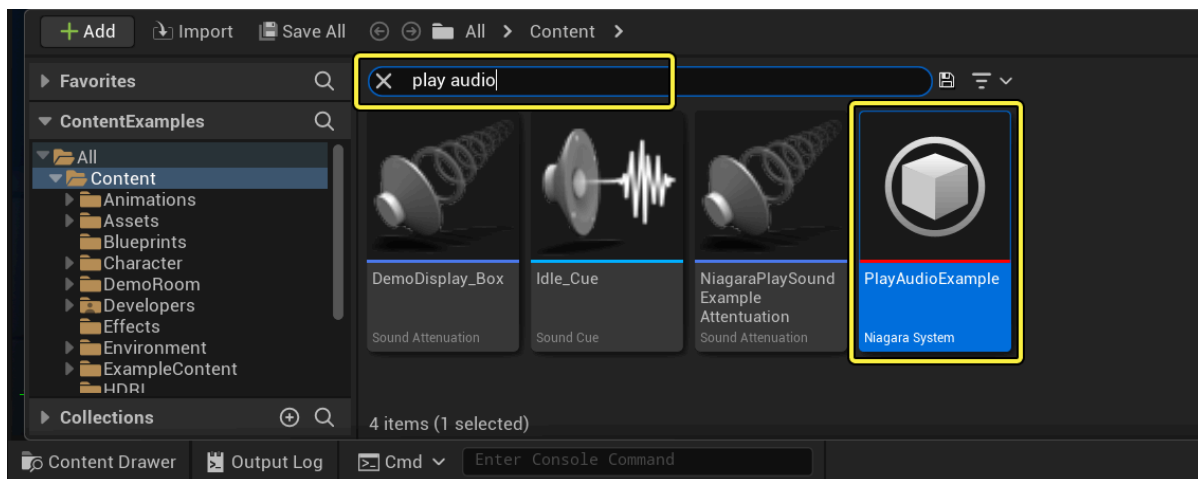 Add
Import
Save All
All
Content
Favorites
play audio
ContentExamples
All
Content
Animations
Assets
Blueprints
Character
DemoRoom
Developers
Effects
Environment
ExampleContent
HDRI
DemoDisplay_Box
Sound Attenuation
Idle_Cue
Sound Cue
NiagaraPlaySound
Example
Attentuation
Sound Attenuation
PlayAudioExample
Niagara System
Collections
4 items (1 selected)
Content Drawer
Output Log
Cmd
Enter Console Command